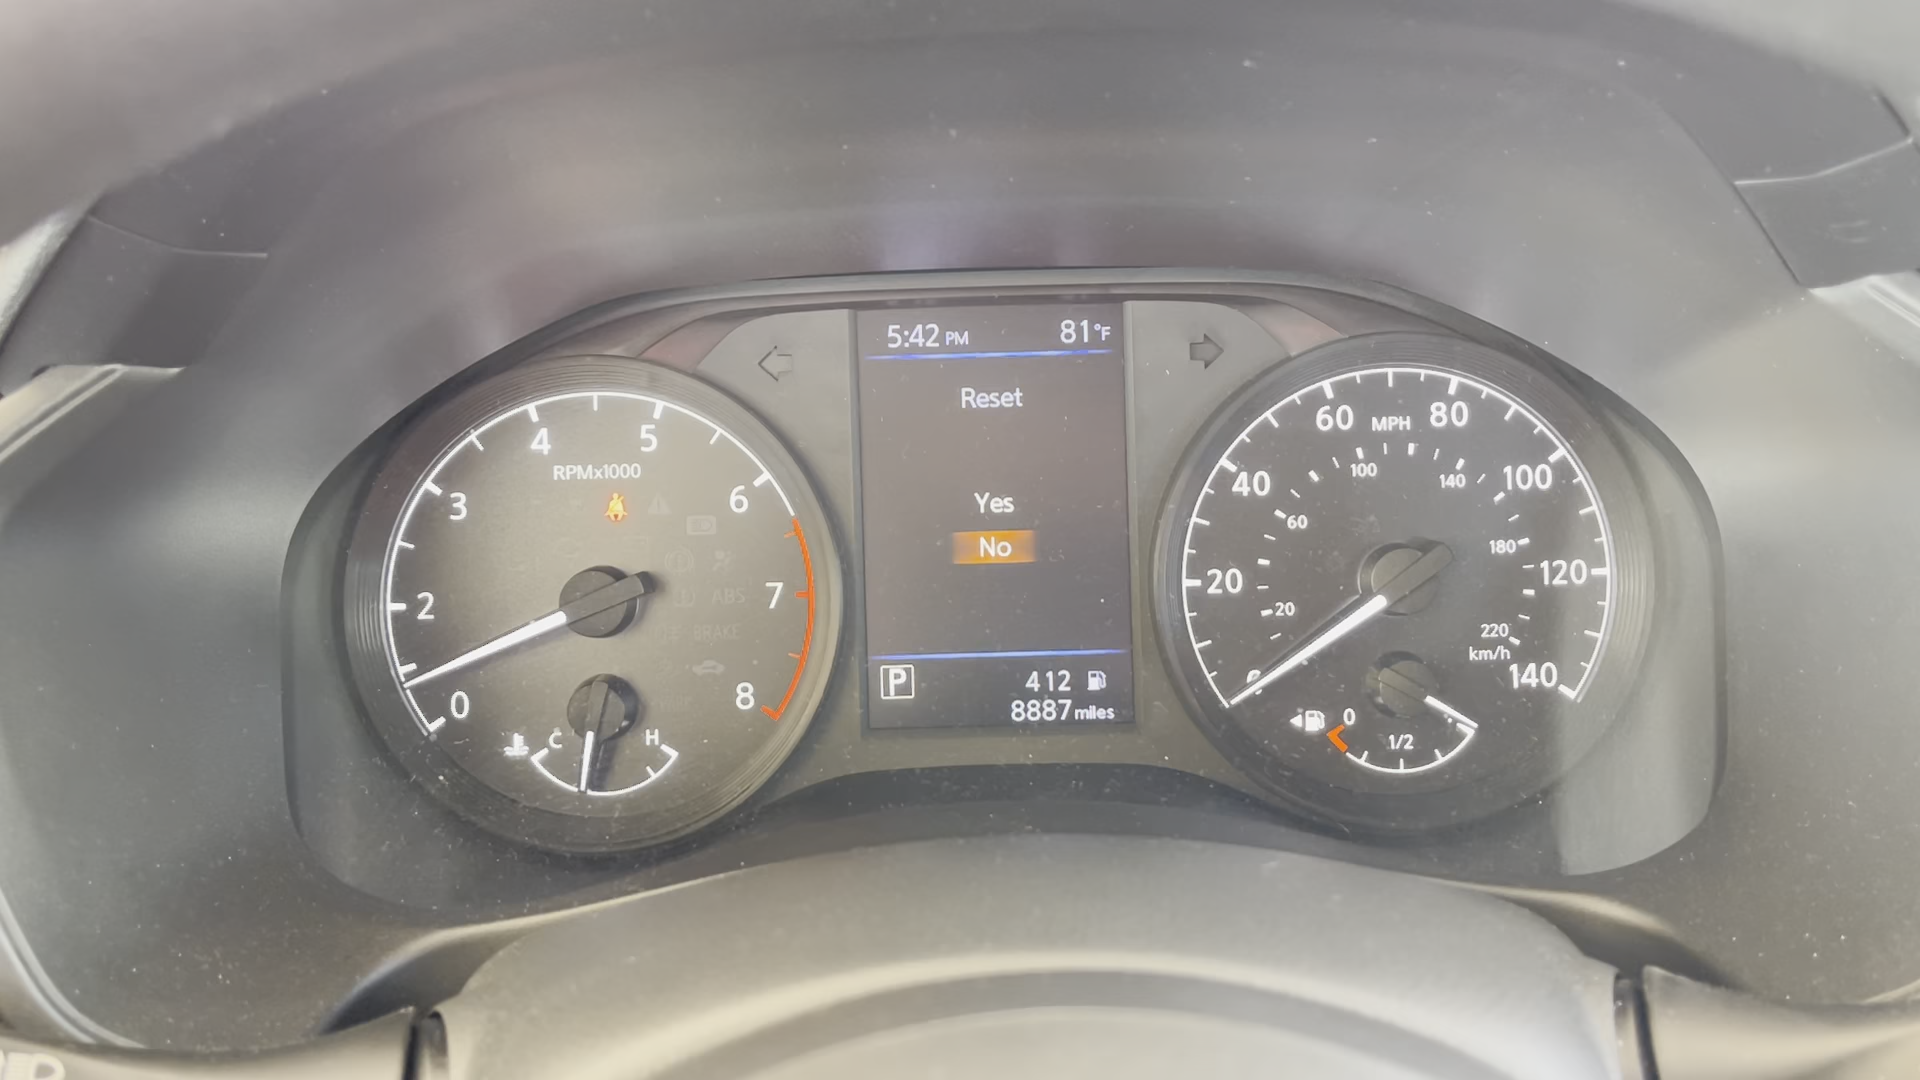 5:42 PM 81°F
Reset
Yes
No
P 412
8887 miles
0 2 3 4 5 6 7 8
RPMx1000
ABS
BRAKE
C H
0 20 40 60 80 100 120 140
MPH
20 60 100 140 180 220
km/h
0 1/2